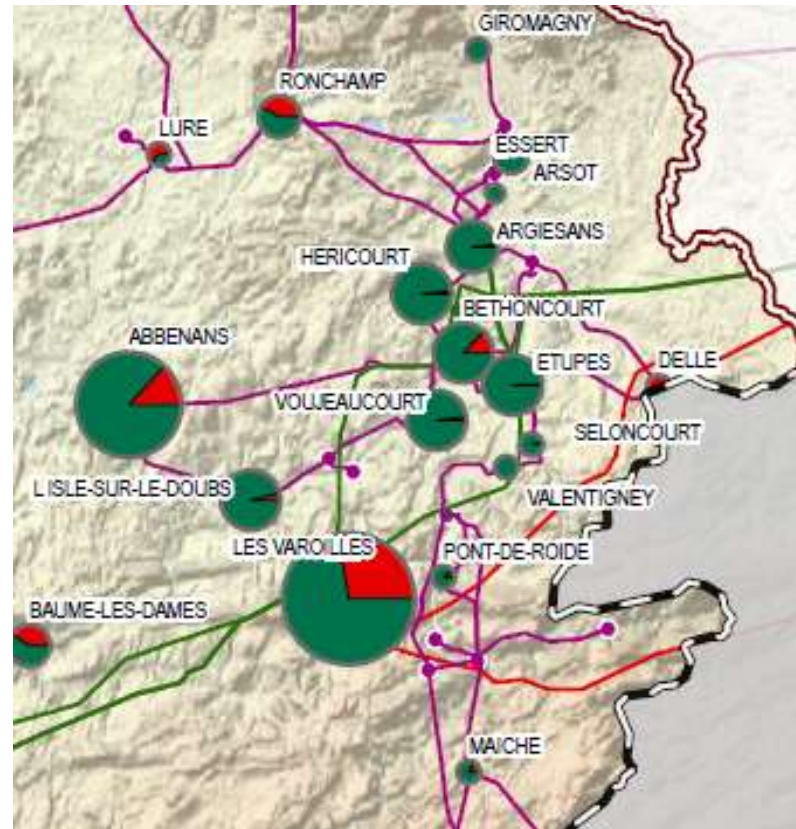 GIROMAGNY
RONCHAMP
LURE
ESSERT
ARSOT
ARGIESANS
HERICOURT
BETHONCOURT
ABBENANS
ETUPES
DELLE
VOUJEAUCOURT
SELONCOURT
L'ISLE-SUR-LE-DOUBS
VALENTIGNEY
LES VAROILLES
PONT-DE-ROIDE
BAUME-LES-DAMES
MAICHE